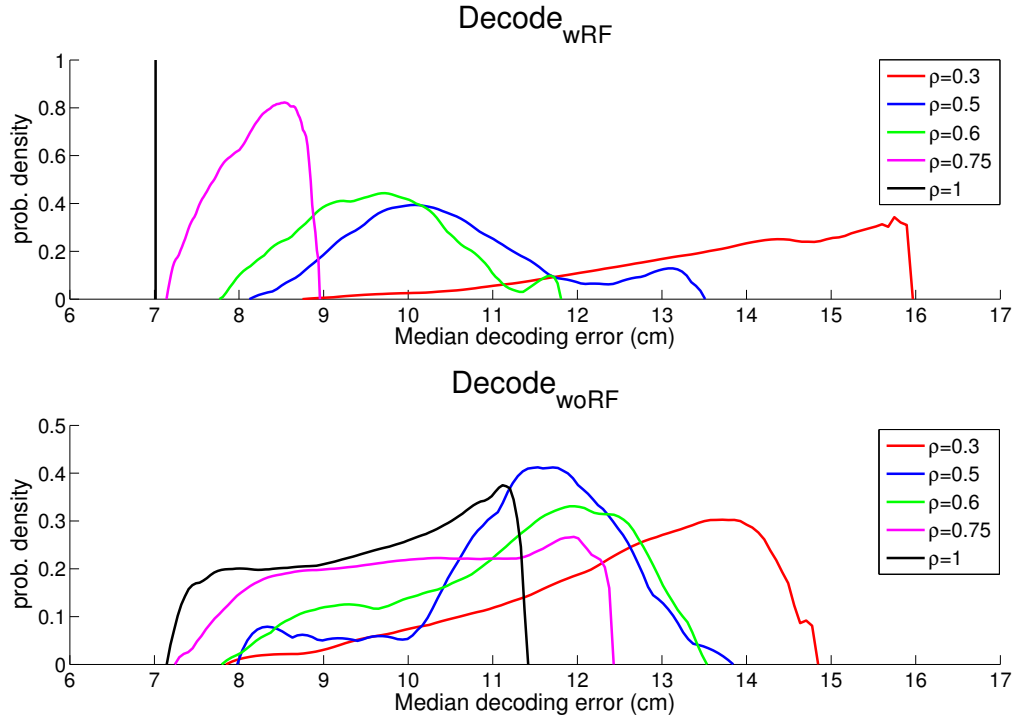 Decode_wRF
prob. density
1
0.8
0.6
0.4
0.2
0
6 7 8 9 10 11 12 13 14 15 16 17
Median decoding error (cm)
ρ=0.3
ρ=0.5
ρ=0.6
ρ=0.75
ρ=1
Decode_woRF
prob. density
0.5
0.4
0.3
0.2
0.1
0
6 7 8 9 10 11 12 13 14 15 16 17
Median decoding error (cm)
ρ=0.3
ρ=0.5
ρ=0.6
ρ=0.75
ρ=1